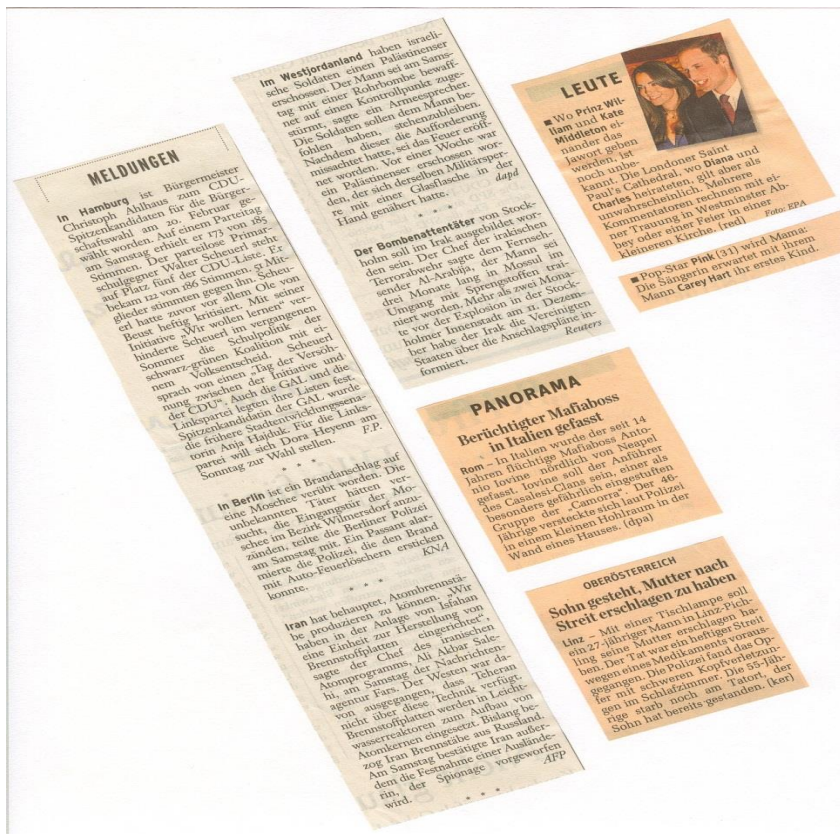 MELDUNGEN
In Hamburg ist Bürgermeister
Christoph Ahlhaus zum CDU-
Spitzenkandidaten für die Bürger-
schaftswahl am 20. Februar ge-
wählt worden. Auf einem Parteitag
am Samstag erhielt er 173 von 185
Stimmen. Der parteilose Primar-
schulgegner Walter Scheuerl steht
auf Platz fünf der CDU-Liste. Er
bekam 122 von 186 Stimmen. 51 Mit-
glieder stimmten gegen ihn. Scheu-
erl hatte zuvor vor allem Ole von
Beust heftig kritisiert. Mit seiner
Initiative „Wir wollen lernen“ ver-
hinderte Scheuerl im vergangenen
Sommer die Schulpolitik der
schwarz-grünen Koalition mit ei-
nem Volksentscheid. Scheuerl
sprach von einen „Tag der Versöh-
nung zwischen der Initiative und
der CDU“. Auch die GAL und die
Linkspartei legten ihre Listen fest.
Spitzenkandidatin der GAL wurde
die frühere Stadtentwicklungssena-
torin Anja Hajduk. Für die Links-
partei will sich Dora Heyenn am
Sonntag zur Wahl stellen. F.P.
* * *
In Berlin ist ein Brandanschlag auf
eine Moschee verübt worden. Die
unbekannten Täter hätten ver-
sucht, die Eingangstür der Mo-
schee im Bezirk Wilmersdorf anzu-
zünden, teilte die Berliner Polizei
am Samstag mit. Ein Passant alar-
mierte die Polizei, die den Brand
mit Auto-Feuerlöschern ersticken
konnte. KNA
* * *
Iran hat behauptet, Atombrennstä-
be produzieren zu können. „Wir
haben in der Anlage von Isfahan
eine Einheit zur Herstellung von
Brennstoffplatten eingerichtet“,
sagte der Chef des iranischen
Atomprogramms, Ali Akbar Sale-
hi, am Samstag der Nachrichten-
agentur Fars. Der Westen war da-
von ausgegangen, dass Teheran
nicht über diese Technik verfügt.
Brennstoffplatten werden in Leicht-
wasserreaktoren zum Aufbau von
Atomkernen eingesetzt. Bislang be-
zog Iran Brennstäbe aus Russland.
Am Samstag bestätigte Iran außer-
dem die Festnahme einer Auslände-
rin, der Spionage vorgeworfen
wird. AFP
* * *
Im Westjordanland haben israeli-
sche Soldaten einen Palästinenser
erschossen. Der Mann sei am Sams-
tag mit einer Rohrbombe bewaff-
net auf einen Kontrollpunkt zuge-
stürmt, sagte ein Armeesprecher.
Die Soldaten sollen dem Mann be-
fohlen haben, stehenzubleiben.
Nachdem dieser die Aufforderung
missachtet hatte, sei das Feuer eröff-
net worden. Vor einer Woche war
ein Palästinenser erschossen wor-
den, der sich derselben Militärsper-
re mit einer Glasflasche in der
Hand genähert hatte. dapd
* * *
Der Bombenattentäter von Stock-
holm soll im Irak ausgebildet wor-
den sein. Der Chef der irakischen
Terrorabwehr sagte dem Fernseh-
sender Al-Arabija, der Mann sei
drei Monate lang in Mossul im
Umgang mit Sprengstoffen trai-
niert worden. Mehr als zwei Mona-
te vor der Explosion in der Stock-
holmer Innenstadt am 11. Dezem-
ber habe der Irak die Vereinigten
Staaten über die Anschlagspläne in-
formiert. Reuters
LEUTE
■ Wo Prinz Wil-
liam und Kate
Middleton ei-
nander das
Jawort geben
werden, ist
noch unbe-
kannt. Die Londoner Saint
Paul's Cathedral, wo Diana und
Charles heirateten, gilt aber als
unwahrscheinlich. Mehrere
Kommentatoren rechnen mit ei-
ner Trauung in Westminster Ab-
bey oder einer Feier in einer
kleineren Kirche. (red) Foto: EPA
■ Pop-Star Pink (31) wird Mama:
Die Sängerin erwartet mit ihrem
Mann Carey Hart ihr erstes Kind.
PANORAMA
Berüchtigter Mafiaboss
in Italien gefasst
Rom – In Italien wurde der seit 14
Jahren flüchtige Mafiaboss Anto-
nio Iovine nördlich von Neapel
gefasst. Iovine soll der Anführer
des Casalesi-Clans sein, einer als
besonders gefährlich eingestuften
Gruppe der „Camorra“. Der 46-
Jährige versteckte sich laut Polizei
in einem kleinen Hohlraum in der
Wand eines Hauses. (dpa)
OBERÖSTERREICH
Sohn gesteht, Mutter nach
Streit erschlagen zu haben
Linz – Mit einer Tischlampe soll
ein 27-jähriger Mann in Linz-Pich-
ling seine Mutter erschlagen ha-
ben. Der Tat war ein heftiger Streit
wegen eines Medikaments voraus-
gegangen. Die Polizei fand das Op-
fer mit schweren Kopfverletzun-
gen im Schlafzimmer. Die 55-Jäh-
rige starb noch am Tatort, der
Sohn hat bereits gestanden. (ker)